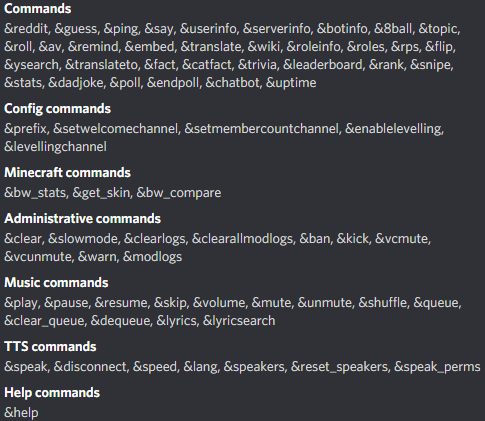 Commands
&reddit, &guess, &ping, &say, &userinfo, &serverinfo, &botinfo, &8ball, &topic,
&roll, &av, &remind, &embed, &translate, &wiki, &roleinfo, &roles, &rps, &flip,
&ysearch, &translateto, &fact, &catfact, &trivia, &leaderboard, &rank, &snipe,
&stats, &dadjoke, &poll, &endpoll, &chatbot, &uptime
Config commands
&prefix, &setwelcomechannel, &setmembercountchannel, &enablelevelling,
&levellingchannel
Minecraft commands
&bw_stats, &get_skin, &bw_compare
Administrative commands
&clear, &slowmode, &clearlogs, &clearallmodlogs, &ban, &kick, &vcmute,
&vcunmute, &warn, &modlogs
Music commands
&play, &pause, &resume, &skip, &volume, &mute, &unmute, &shuffle, &queue,
&clear_queue, &dequeue, &lyrics, &lyricsearch
TTS commands
&speak, &disconnect, &speed, &lang, &speakers, &reset_speakers, &speak_perms
Help commands
&help